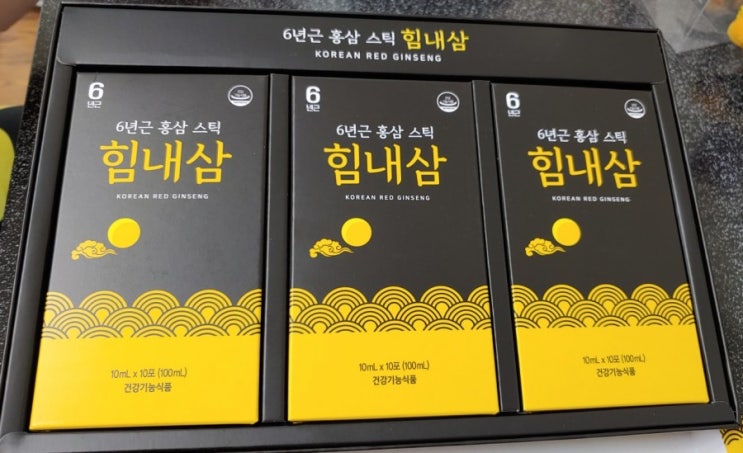 6년근 홍삼 스틱 힘내삼
KOREAN RED GINSENG
6
년근
6년근 홍삼 스틱
힘내삼
KOREAN RED GINSENG
10mL x 10포 (100mL)
건강기능식품
6
년근
6년근 홍삼 스틱
힘내삼
KOREAN RED GINSENG
10mL x 10포 (100mL)
건강기능식품
6
년근
6년근 홍삼 스틱
힘내삼
KOREAN RED GINSENG
10mL x 10포 (100mL)
건강기능식품